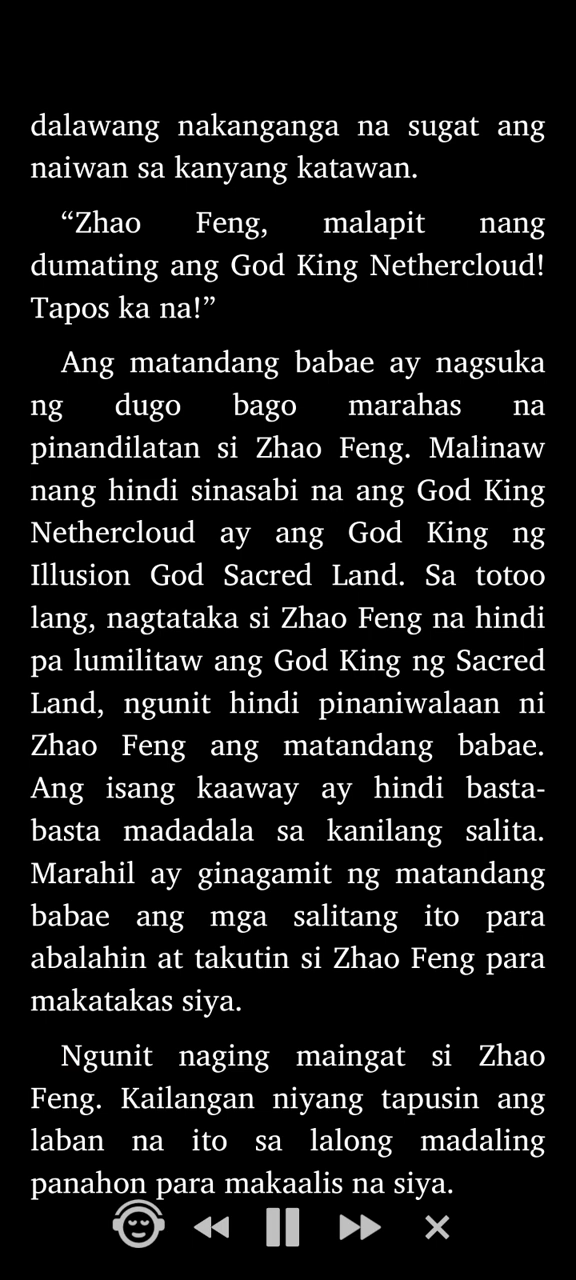 dalawang nakanganga na sugat ang
naiwan sa kanyang katawan.
“Zhao Feng, malapit nang
dumating ang God King Nethercloud!
Tapos ka na!”
Ang matandang babae ay nagsuka
ng dugo bago marahas na
pinandilatan si Zhao Feng. Malinaw
nang hindi sinasabi na ang God King
Nethercloud ay ang God King ng
Illusion God Sacred Land. Sa totoo
lang, nagtataka si Zhao Feng na hindi
pa lumilitaw ang God King ng Sacred
Land, ngunit hindi pinaniwalaan ni
Zhao Feng ang matandang babae.
Ang isang kaaway ay hindi basta-
basta madadala sa kanilang salita.
Marahil ay ginagamit ng matandang
babae ang mga salitang ito para
abalahin at takutin si Zhao Feng para
makatakas siya.
Ngunit naging maingat si Zhao
Feng. Kailangan niyang tapusin ang
laban na ito sa lalong madaling
panahon para makaalis na siya.